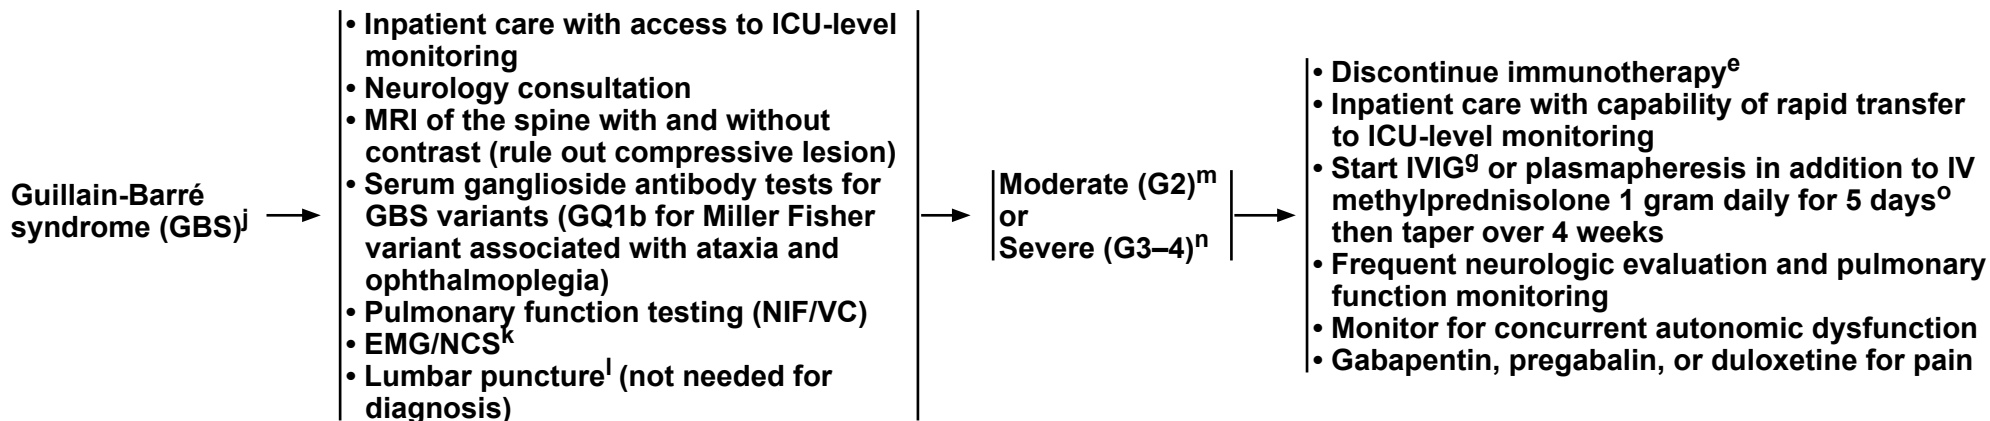 Guillain-Barré
syndrome (GBS)j
• Inpatient care with access to ICU-level
monitoring
• Neurology consultation
• MRI of the spine with and without
contrast (rule out compressive lesion)
• Serum ganglioside antibody tests for
GBS variants (GQ1b for Miller Fisher
variant associated with ataxia and
ophthalmoplegia)
• Pulmonary function testing (NIF/VC)
• EMG/NCSk
• Lumbar puncturel (not needed for
diagnosis)
Moderate (G2)m
or
Severe (G3–4)n
• Discontinue immunotherapye
• Inpatient care with capability of rapid transfer
to ICU-level monitoring
• Start IVIGg or plasmapheresis in addition to IV
methylprednisolone 1 gram daily for 5 dayso
then taper over 4 weeks
• Frequent neurologic evaluation and pulmonary
function monitoring
• Monitor for concurrent autonomic dysfunction
• Gabapentin, pregabalin, or duloxetine for pain